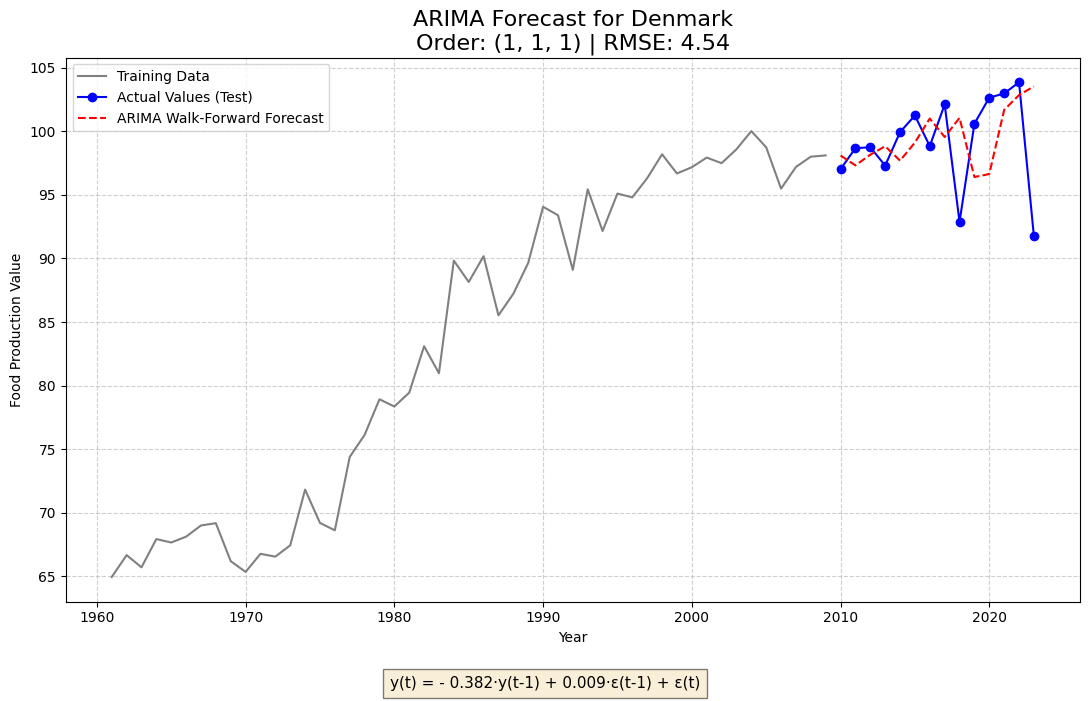 ARIMA Forecast for Denmark
Order: (1, 1, 1) | RMSE: 4.54
Training Data
Actual Values (Test)
ARIMA Walk-Forward Forecast
Food Production Value
105
100
95
90
85
80
75
70
65
1960 1970 1980 1990 2000 2010 2020
Year
y(t) = - 0.382·y(t-1) + 0.009·ε(t-1) + ε(t)